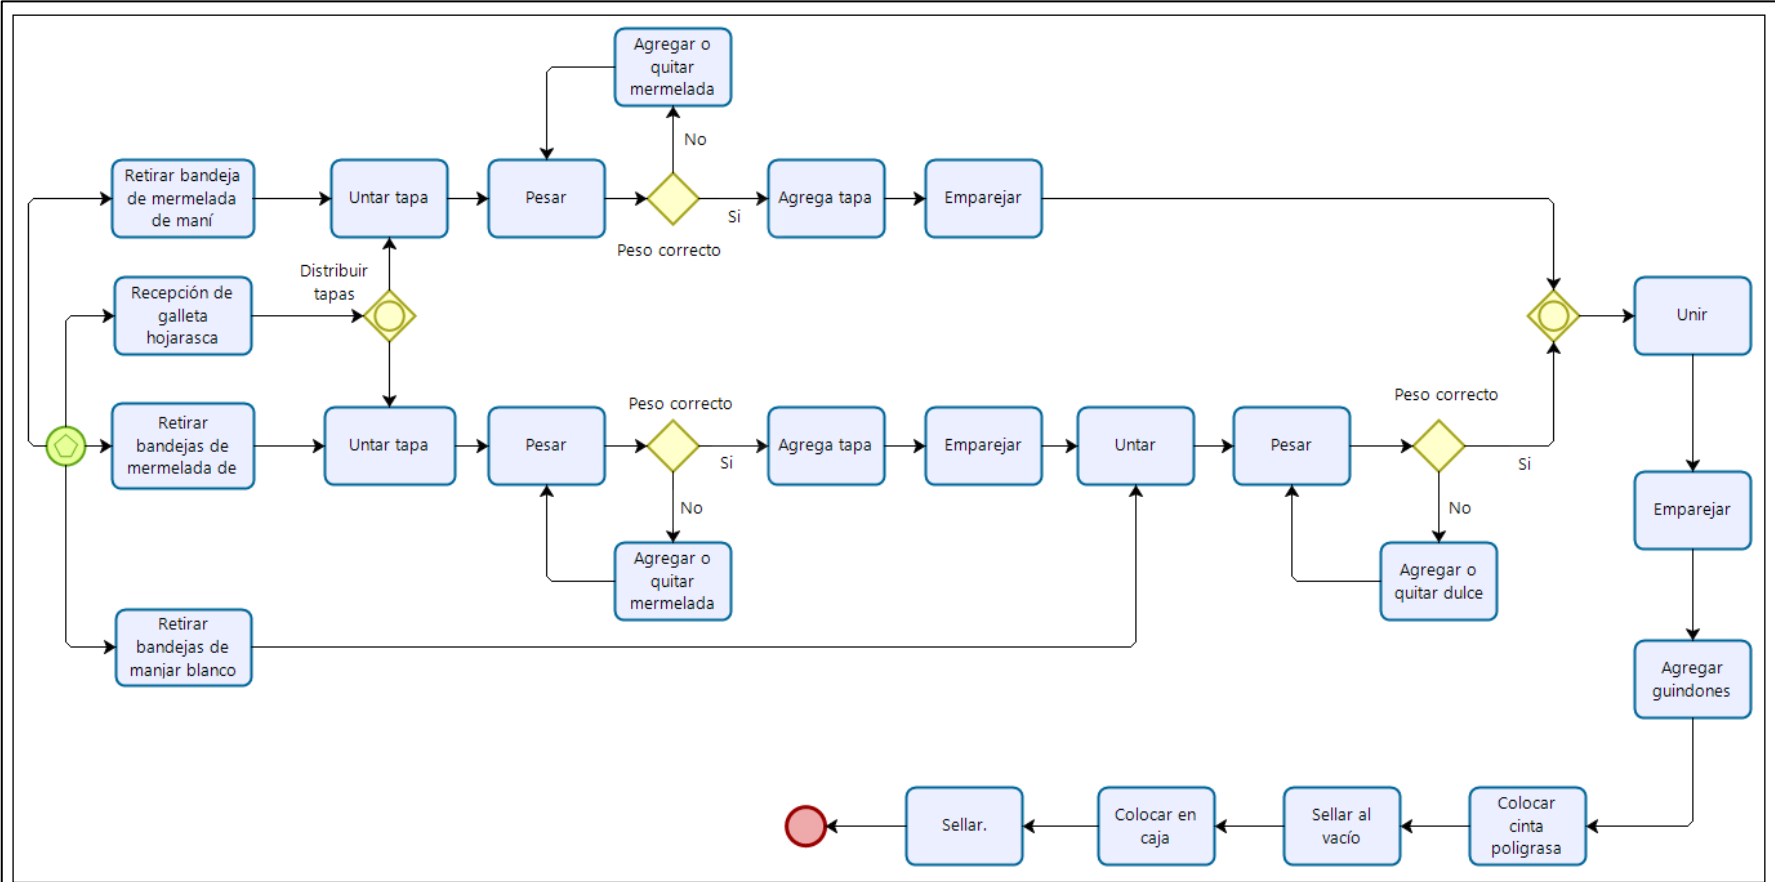 Agregar o
quitar
mermelada
No
Retirar bandeja
de mermelada
de maní
Untar tapa
Pesar
Si
Peso correcto
Agrega tapa
Emparejar
Recepción de
galleta
hojarasca
Distribuir
tapas
Unir
Retirar
bandejas de
mermelada de
Untar tapa
Pesar
Peso correcto
Si
No
Agregar o
quitar
mermelada
Agrega tapa
Emparejar
Untar
Pesar
Peso correcto
Si
No
Agregar o
quitar dulce
Retirar
bandejas de
manjar blanco
Emparejar
Agregar
guindones
Colocar
cinta
poligrasa
Sellar al
vacío
Colocar en
caja
Sellar.